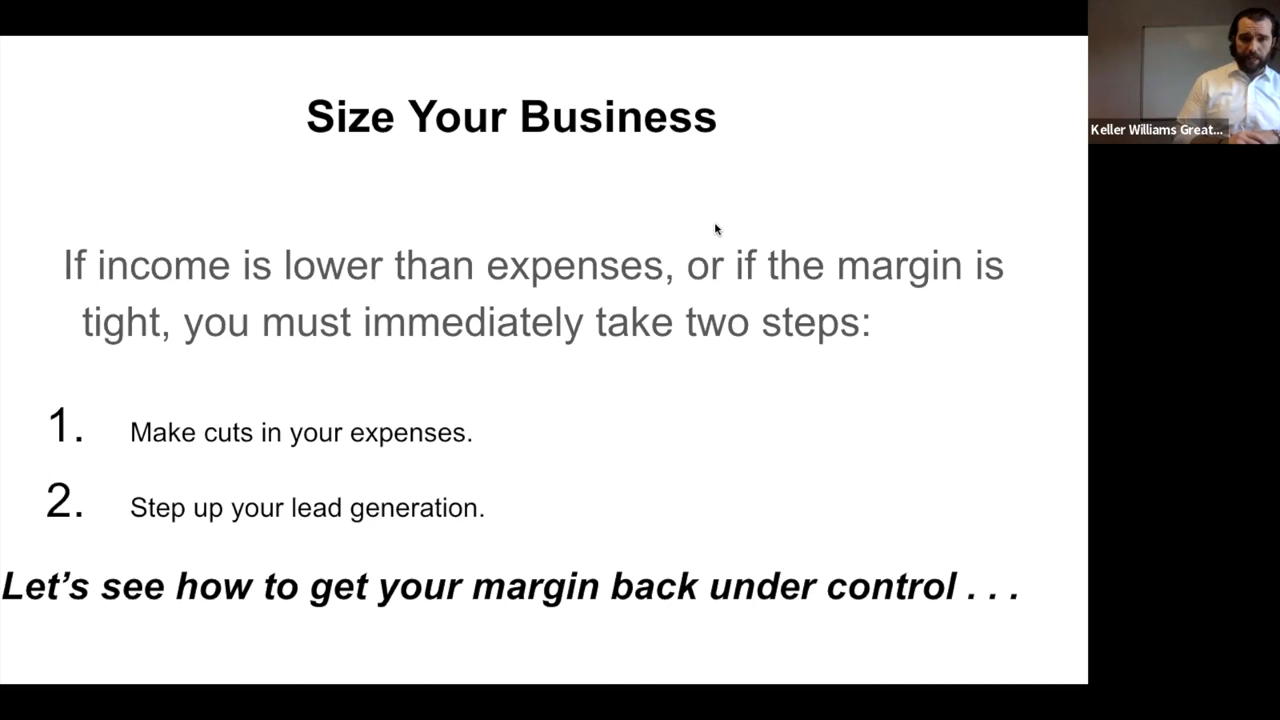 Size Your Business
Keller Williams Great...
If income is lower than expenses, or if the margin is
tight, you must immediately take two steps:
1. Make cuts in your expenses.
2. Step up your lead generation.
Let’s see how to get your margin back under control . . .